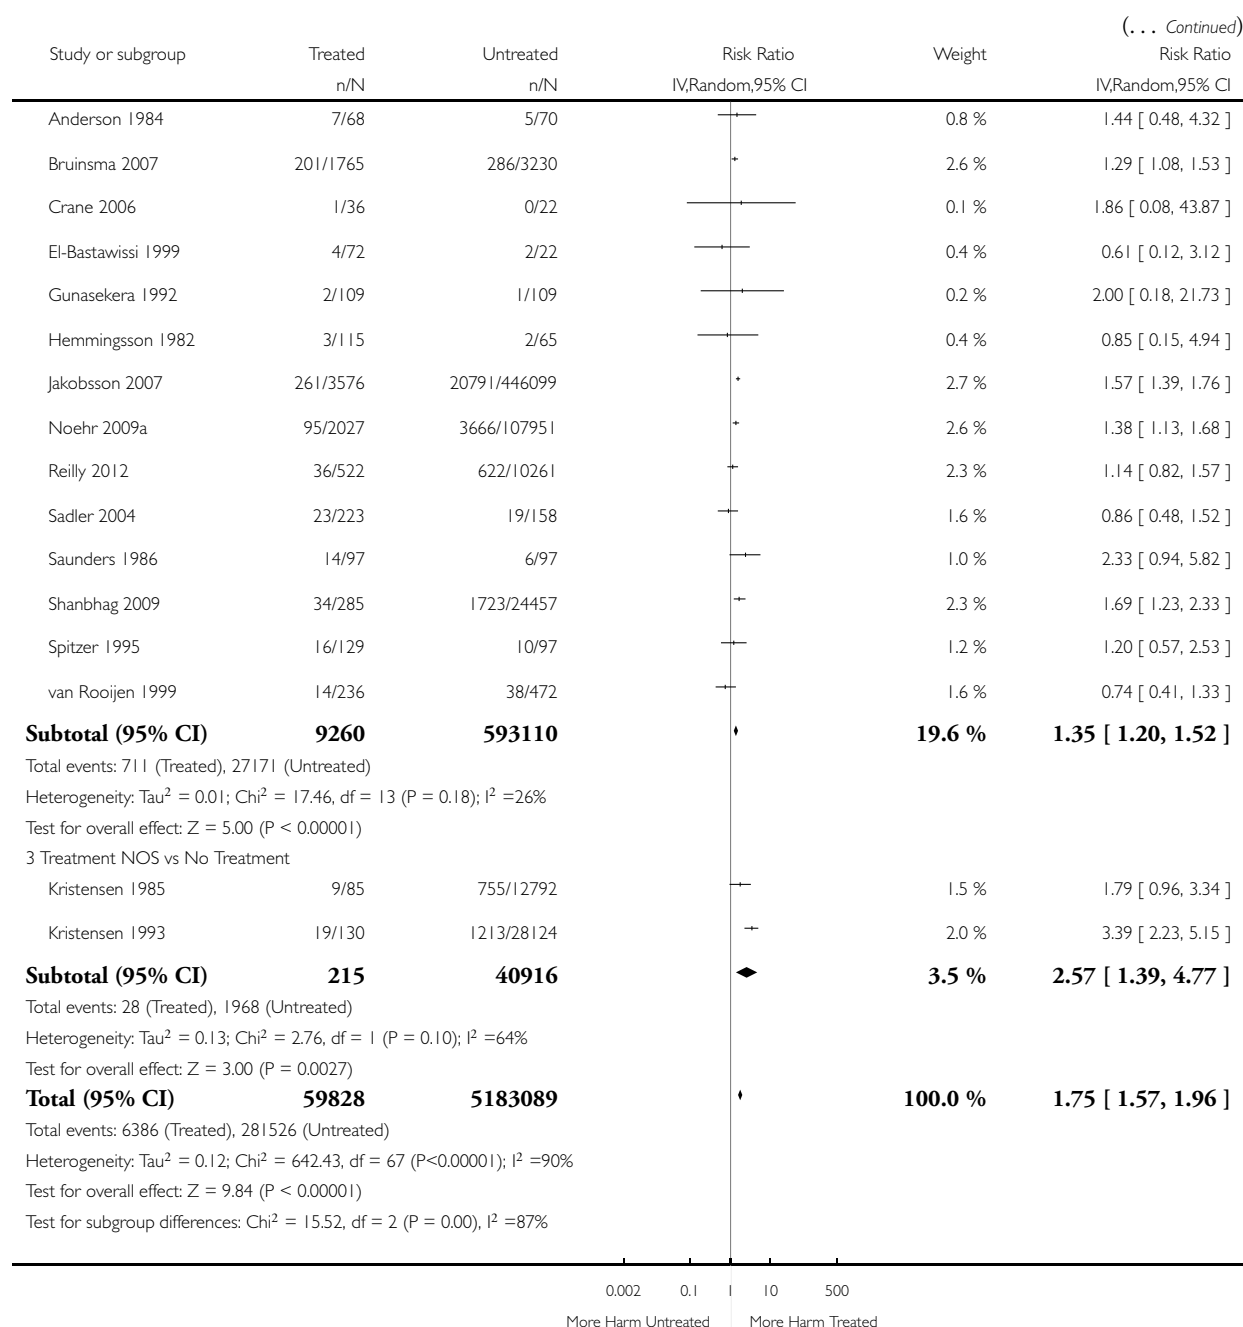 (... Continued)
Study or subgroup Treated Untreated Risk Ratio Weight Risk Ratio
n/N n/N IV,Random,95% CI IV,Random,95% CI
Anderson 1984 7/68 5/70 0.8 % 1.44 [ 0.48, 4.32 ]
Bruinsma 2007 201/1765 286/3230 2.6 % 1.29 [ 1.08, 1.53 ]
Crane 2006 1/36 0/22 0.1 % 1.86 [ 0.08, 43.87 ]
El-Bastawissi 1999 4/72 2/22 0.4 % 0.61 [ 0.12, 3.12 ]
Gunasekera 1992 2/109 1/109 0.2 % 2.00 [ 0.18, 21.73 ]
Hemmingsson 1982 3/115 2/65 0.4 % 0.85 [ 0.15, 4.94 ]
Jakobsson 2007 261/3576 20791/446099 2.7 % 1.57 [ 1.39, 1.76 ]
Noehr 2009a 95/2027 3666/107951 2.6 % 1.38 [ 1.13, 1.68 ]
Reilly 2012 36/522 622/10261 2.3 % 1.14 [ 0.82, 1.57 ]
Sadler 2004 23/223 19/158 1.6 % 0.86 [ 0.48, 1.52 ]
Saunders 1986 14/97 6/97 1.0 % 2.33 [ 0.94, 5.82 ]
Shanbhag 2009 34/285 1723/24457 2.3 % 1.69 [ 1.23, 2.33 ]
Spitzer 1995 16/129 10/97 1.2 % 1.20 [ 0.57, 2.53 ]
van Rooijen 1999 14/236 38/472 1.6 % 0.74 [ 0.41, 1.33 ]
Subtotal (95% CI) 9260 593110 19.6 % 1.35 [ 1.20, 1.52 ]
Total events: 711 (Treated), 27171 (Untreated)
Heterogeneity: Tau² = 0.01; Chi² = 17.46, df = 13 (P = 0.18); I² =26%
Test for overall effect: Z = 5.00 (P < 0.00001)
3 Treatment NOS vs No Treatment
Kristensen 1985 9/85 755/12792 1.5 % 1.79 [ 0.96, 3.34 ]
Kristensen 1993 19/130 1213/28124 2.0 % 3.39 [ 2.23, 5.15 ]
Subtotal (95% CI) 215 40916 3.5 % 2.57 [ 1.39, 4.77 ]
Total events: 28 (Treated), 1968 (Untreated)
Heterogeneity: Tau² = 0.13; Chi² = 2.76, df = 1 (P = 0.10); I² =64%
Test for overall effect: Z = 3.00 (P = 0.0027)
Total (95% CI) 59828 5183089 100.0 % 1.75 [ 1.57, 1.96 ]
Total events: 6386 (Treated), 281526 (Untreated)
Heterogeneity: Tau² = 0.12; Chi² = 642.43, df = 67 (P<0.00001); I² =90%
Test for overall effect: Z = 9.84 (P < 0.00001)
Test for subgroup differences: Chi² = 15.52, df = 2 (P = 0.00), I² =87%
0.002 0.1 1 10 500
More Harm Untreated More Harm Treated